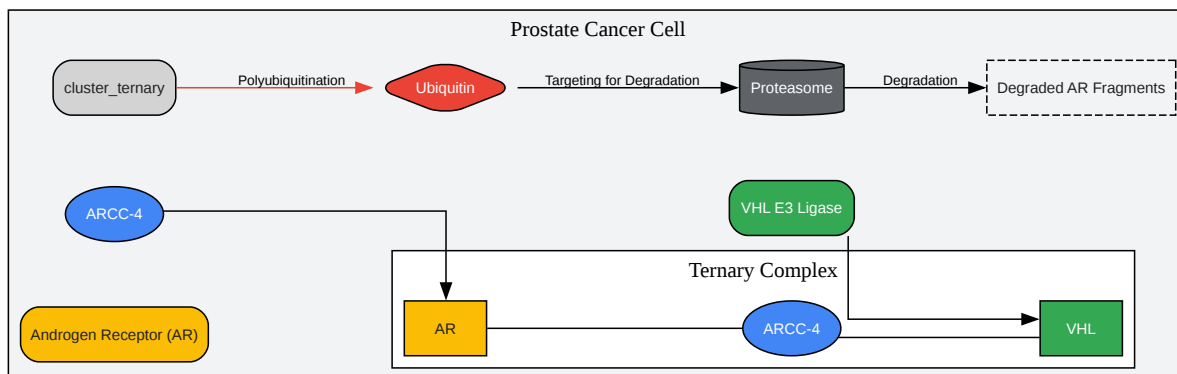 Prostate Cancer Cell
cluster_ternary
Polyubiquitination
Ubiquitin
Targeting for Degradation
Proteasome
Degradation
Degraded AR Fragments
ARCC-4
VHL E3 Ligase
Ternary Complex
Androgen Receptor (AR)
AR
ARCC-4
VHL